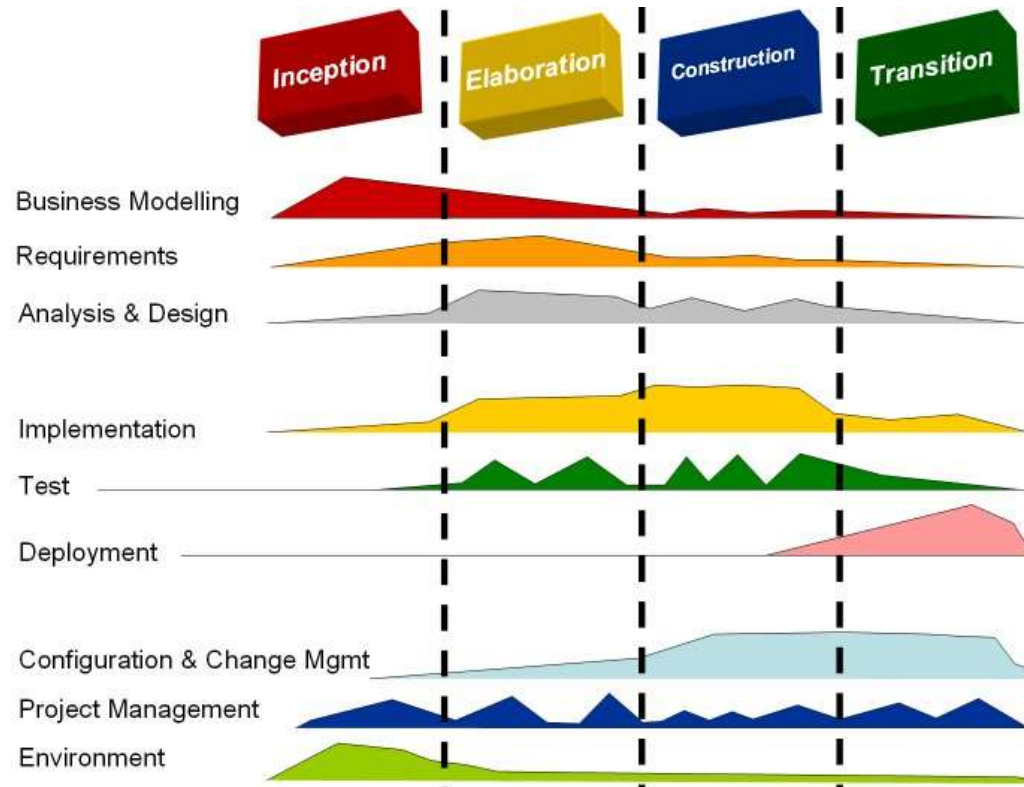 Inception
Elaboration
Construction
Transition
Business Modelling
Requirements
Analysis & Design
Implementation
Test
Deployment
Configuration & Change Mgmt
Project Management
Environment